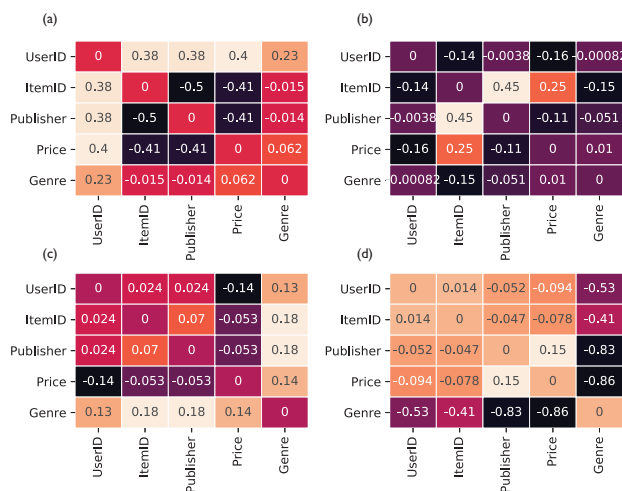 (a) (b)
UserID 0 0.38 0.38 0.4 0.23
ItemID 0.38 0 -0.5 -0.41 -0.015
Publisher 0.38 -0.5 0 -0.41 -0.014
Price 0.4 -0.41 -0.41 0 0.062
Genre 0.23 -0.015 -0.014 0.062 0
UserID ItemID Publisher Price Genre
UserID 0 -0.14 -0.0038 -0.16 -0.00082
ItemID -0.14 0 0.45 0.25 -0.15
Publisher -0.0038 0.45 0 -0.11 -0.051
Price -0.16 0.25 -0.11 0 0.01
Genre 0.00082 -0.15 -0.051 0.01 0
UserID ItemID Publisher Price Genre
(c) (d)
UserID 0 0.024 0.024 -0.14 0.13
ItemID 0.024 0 0.07 -0.053 0.18
Publisher 0.024 0.07 0 -0.053 0.18
Price -0.14 -0.053 -0.053 0 0.14
Genre 0.13 0.18 0.18 0.14 0
UserID ItemID Publisher Price Genre
UserID 0 0.014 -0.052 -0.094 -0.53
ItemID 0.014 0 -0.047 -0.078 -0.41
Publisher -0.052 -0.047 0 0.15 -0.83
Price -0.094 -0.078 0.15 0 -0.86
Genre -0.53 -0.41 -0.83 -0.86 0
UserID ItemID Publisher Price Genre